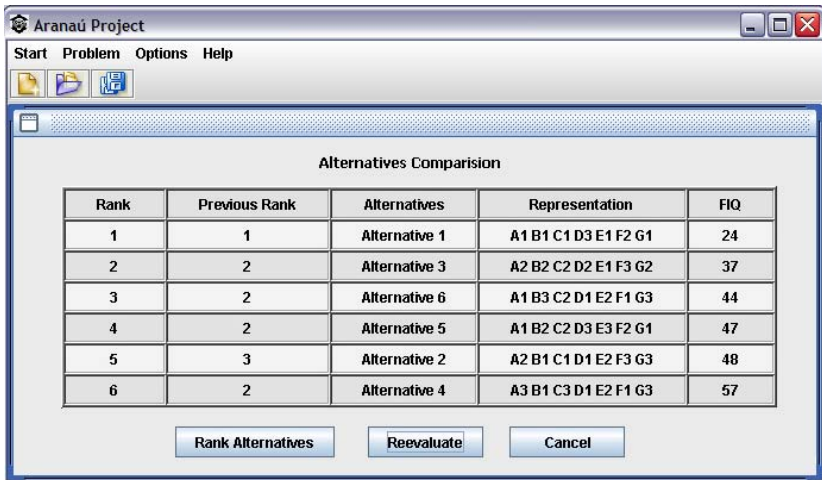 Aranaú Project
Start Problem Options Help
Alternatives Comparision
Rank Previous Rank Alternatives Representation FIQ
1 1 Alternative 1 A1 B1 C1 D3 E1 F2 G1 24
2 2 Alternative 3 A2 B2 C2 D2 E1 F3 G2 37
3 2 Alternative 6 A1 B3 C2 D1 E2 F1 G3 44
4 2 Alternative 5 A1 B2 C2 D3 E3 F2 G1 47
5 3 Alternative 2 A2 B1 C1 D1 E2 F3 G3 48
6 2 Alternative 4 A3 B1 C3 D1 E2 F1 G3 57
Rank Alternatives Reevaluate Cancel